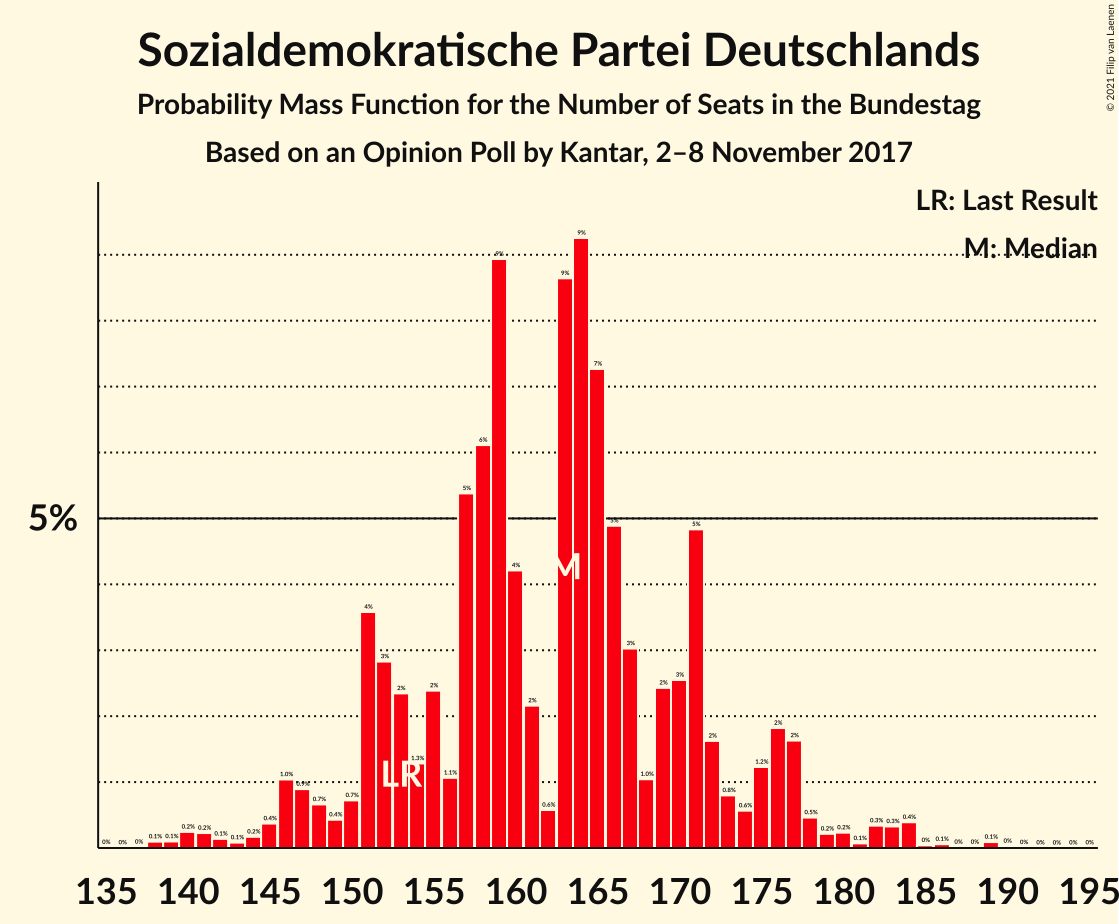 © 2021 Filip van Laenen
Sozialdemokratische Partei Deutschlands
Probability Mass Function for the Number of Seats in the Bundestag
Based on an Opinion Poll by Kantar, 2–8 November 2017
LR: Last Result
M: Median
5%
0% 0% 0% 0.1% 0.1% 0.2% 0.2% 0.1% 0.1% 0.2% 0.4% 1.0% 0.9% 0.7% 0.4% 0.7% 4% 3% 2% 1.3% 2% 1.1% 5% 6% 9% 4% 2% 0.6% 9% 9% 7% 5% 3% 1.0% 2% 3% 5% 2% 0.8% 0.6% 1.2% 2% 2% 0.5% 0.2% 0.2% 0.1% 0.3% 0.3% 0.4% 0% 0.1% 0% 0% 0.1% 0% 0% 0% 0% 0% 0%
M
LR
135 140 145 150 155 160 165 170 175 180 185 190 195